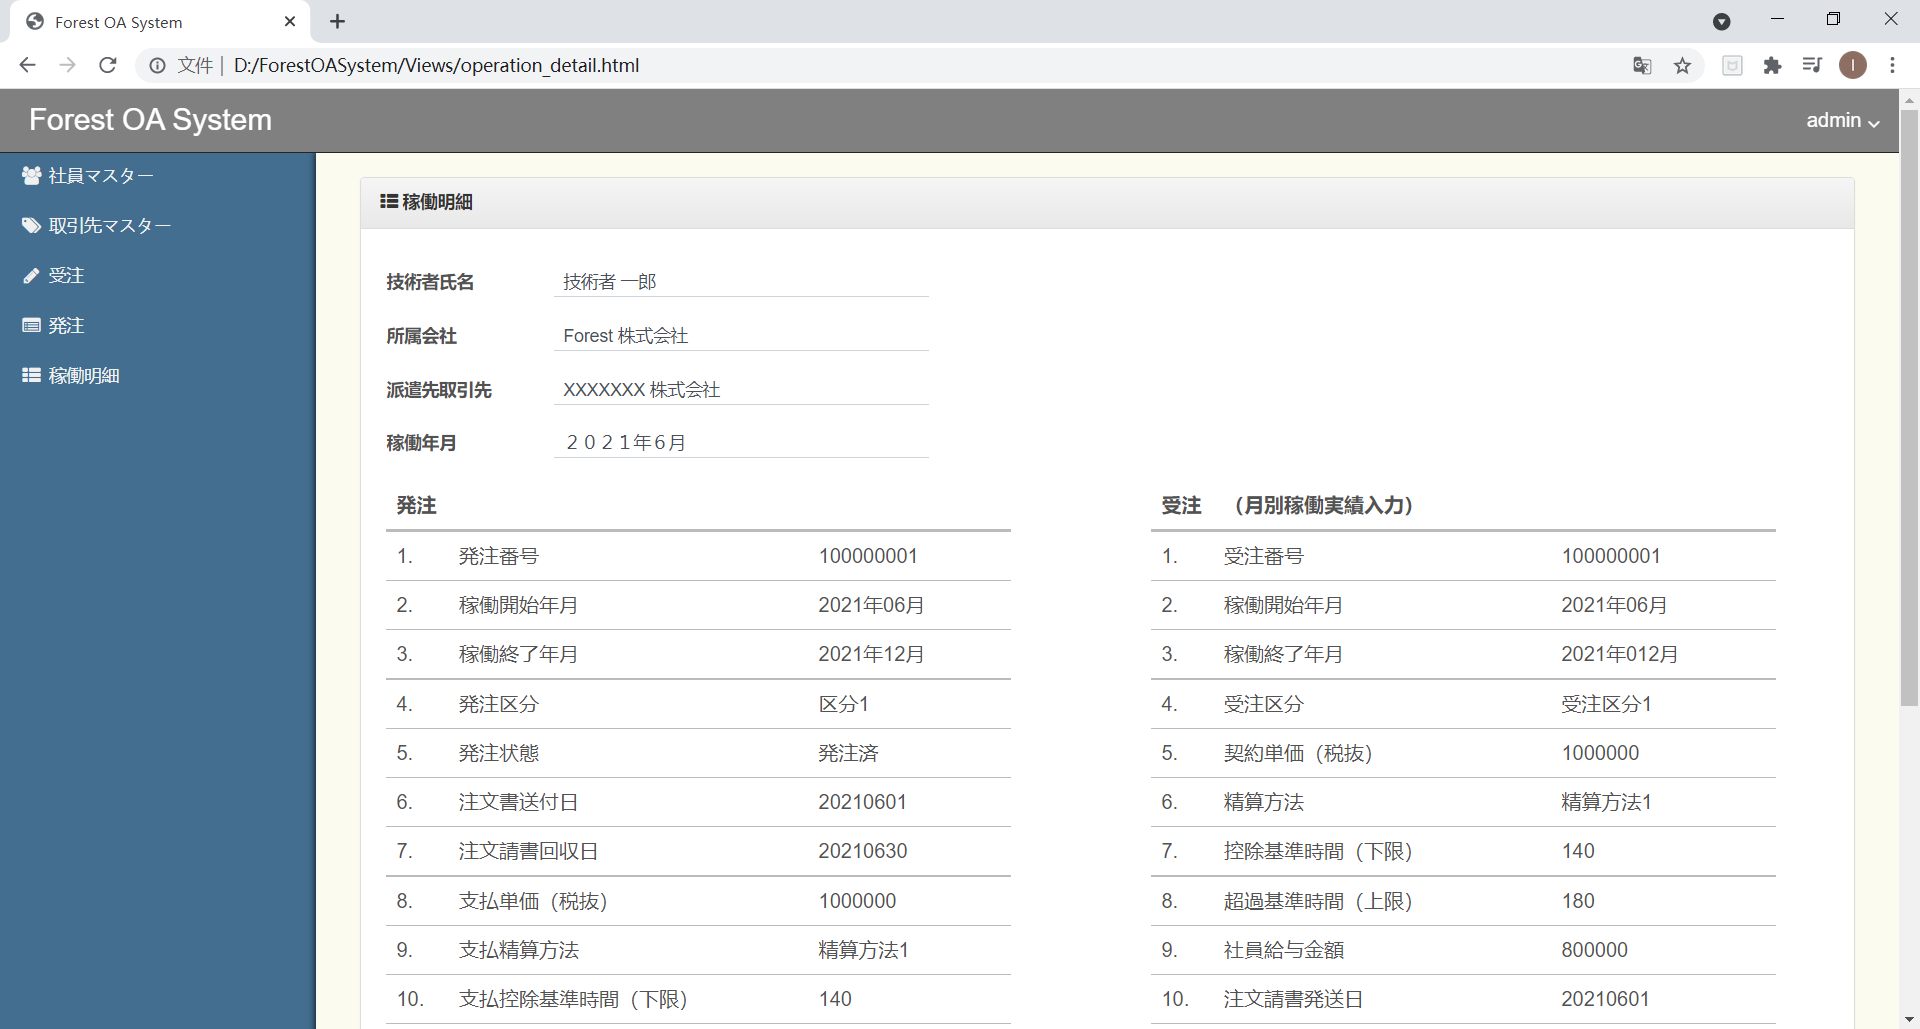 Forest OA System
文件 | D:/ForestOASystem/Views/operation_detail.html
I
Forest OA System
admin
社員マスター
取引先マスター
受注
発注
稼働明細
稼働明細
技術者氏名 技術者 一郎
所属会社 Forest 株式会社
派遣先取引先 XXXXXXX 株式会社
稼働年月 2021年6月
発注
1. 発注番号 100000001
2. 稼働開始年月 2021年06月
3. 稼働終了年月 2021年12月
4. 発注区分 区分1
5. 発注状態 発注済
6. 注文書送付日 20210601
7. 注文請書回収日 20210630
8. 支払単価（税抜） 1000000
9. 支払精算方法 精算方法1
10. 支払控除基準時間（下限） 140
受注 （月別稼働実績入力）
1. 受注番号 100000001
2. 稼働開始年月 2021年06月
3. 稼働終了年月 2021年012月
4. 受注区分 受注区分1
5. 契約単価（税抜） 1000000
6. 精算方法 精算方法1
7. 控除基準時間（下限） 140
8. 超過基準時間（上限） 180
9. 社員給与金額 800000
10. 注文請書発送日 20210601